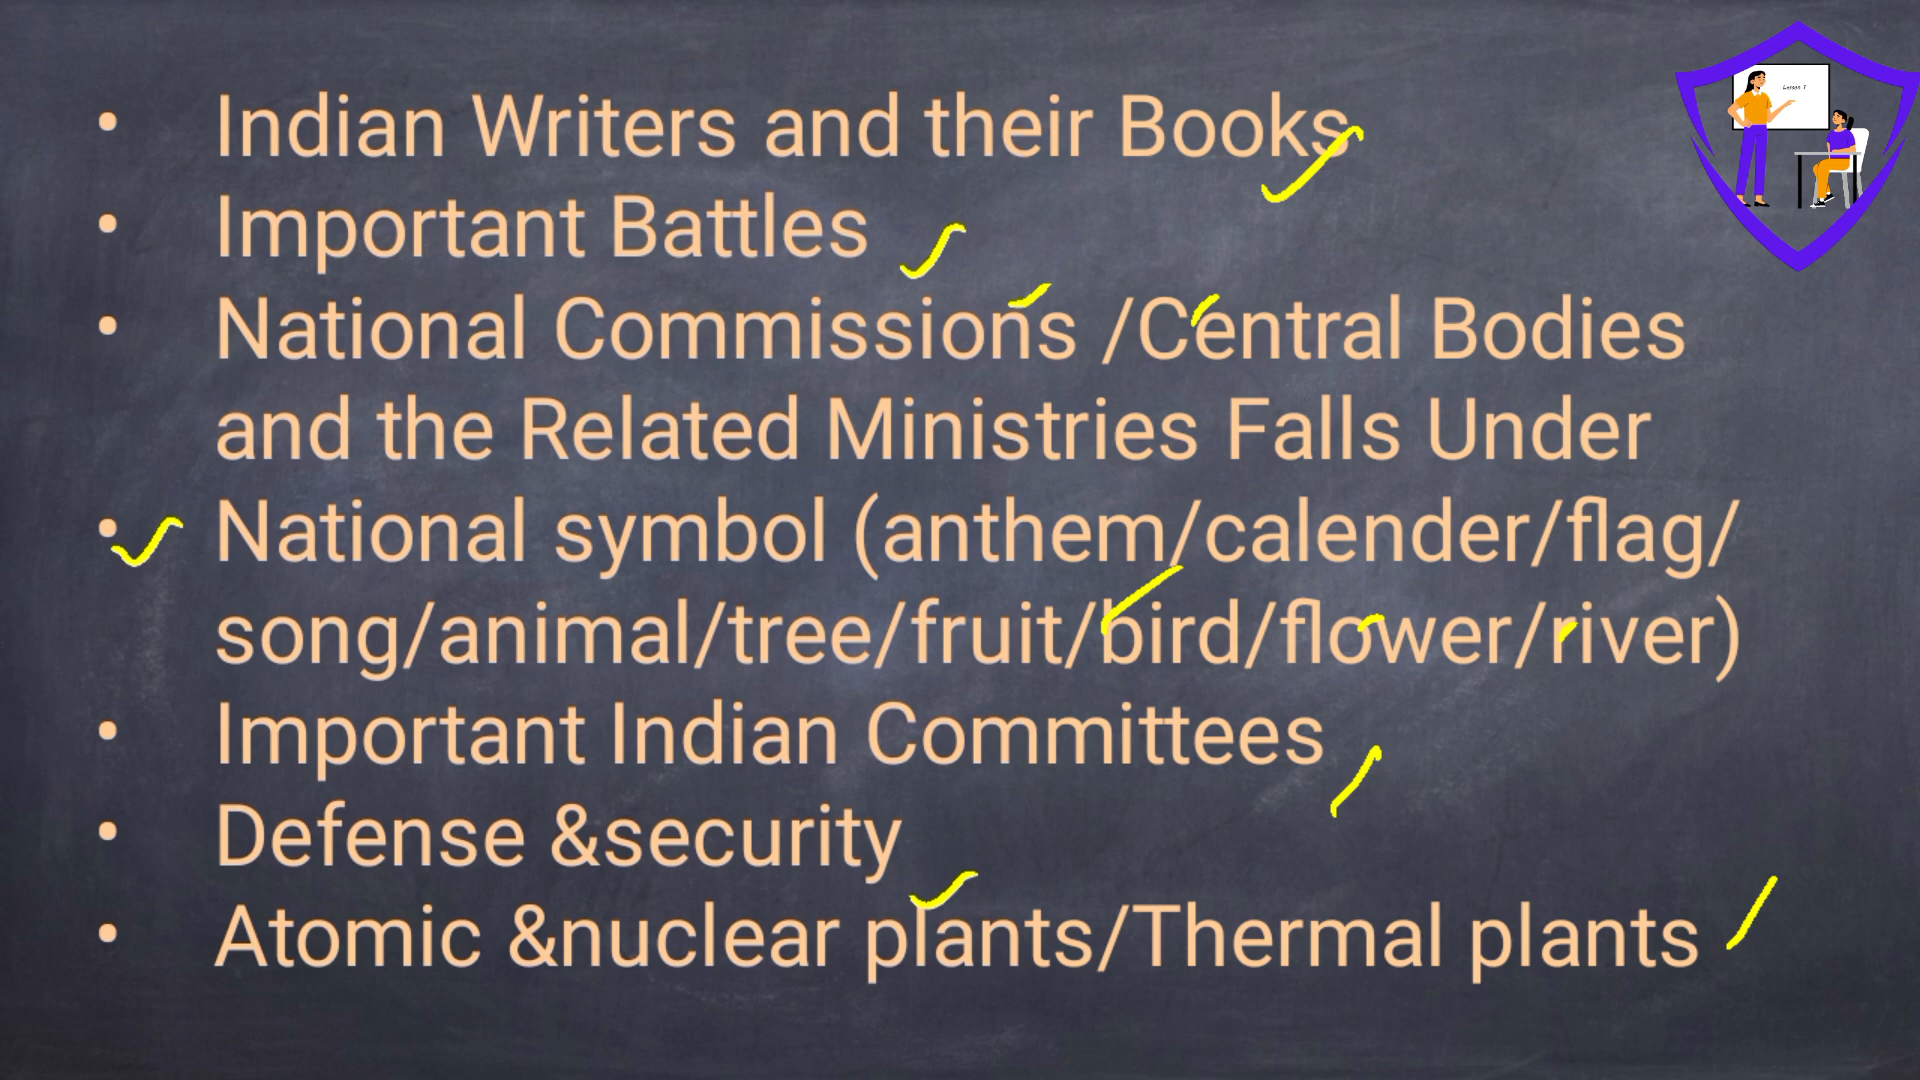 • Indian Writers and their Books
• Important Battles
• National Commissions /Central Bodies
and the Related Ministries Falls Under
• National symbol (anthem/calender/flag/
song/animal/tree/fruit/bird/flower/river)
• Important Indian Committees
• Defense &security
• Atomic &nuclear plants/Thermal plants
Lesson 1